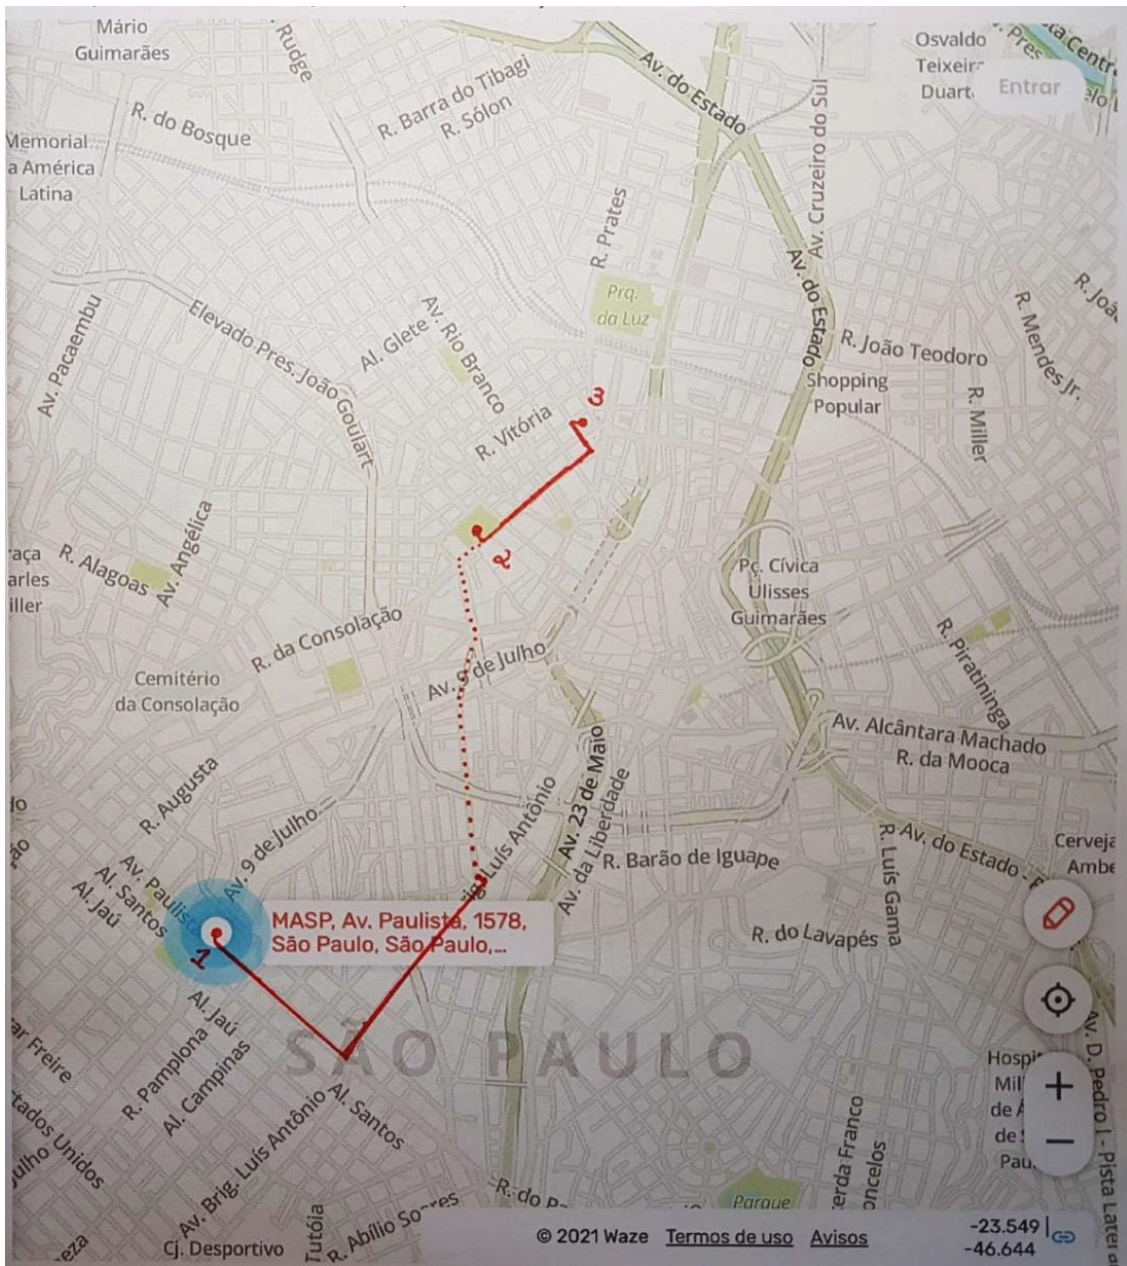 Mário
Guimarães
Rudge
R. Barra do Tibagi
R. Sólon
Av. do Estado
Osvaldo
Entrar
R. do Bosque
Memorial
a América
Latina
Av. Cruzeiro do Sul
R. Prates
Prq.
da Luz
Av. do Estado
Av. Pacaembu
Elevado Pres. João Goulart
Al. Glete
Av. Rio Branco
R. João Teodoro
R. Mendes Jr.
Shopping
Popular
R. Miller
3
R. Vitória
R. Alagoas
Av. Angélica
2
Pç. Cívica
Ulisses
Guimarães
R. da Consolação
Av. 9 de Julho
R. Piratininga
Cemitério
da Consolação
Av. Alcântara Machado
R. da Mooca
R. Augusta
Av. 9 de Julho
Luís Antônio
Av. 23 de Maio
Av. da Liberdade
R. Barão de Iguape
R. Luís Gama
Av. do Estado
Av. Paulista
Al. Santos
Al. Jaú
MASP, Av. Paulista, 1578,
São Paulo, São Paulo,...
1
R. do Lavapés
Al. Jaú
R. Pamplona
Al. Campinas
SÃO PAULO
Av. D. Pedro I - Pista
Av. Brig. Luís Antônio
Al. Santos
Parque
Tutóia
Cj. Desportivo
© 2021 Waze Termos de uso Avisos
-23.549
-46.644